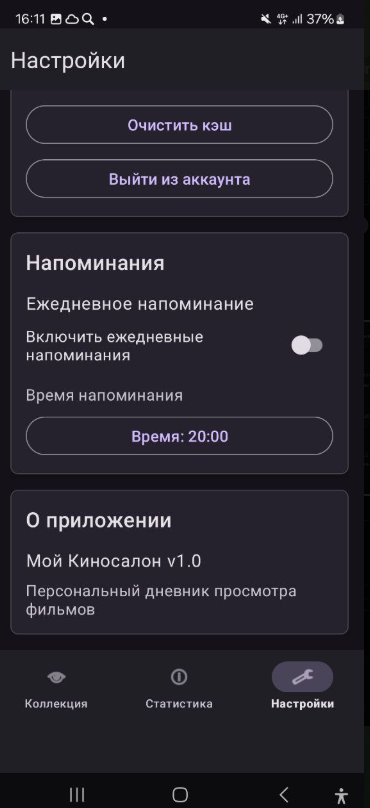 16:11 37%
Настройки
Очистить кэш
Выйти из аккаунта
Напоминания
Ежедневное напоминание
Включить ежедневные
напоминания
Время напоминания
Время: 20:00
О приложении
Мой Киносалон v1.0
Персональный дневник просмотра
фильмов
Коллекция Статистика Настройки